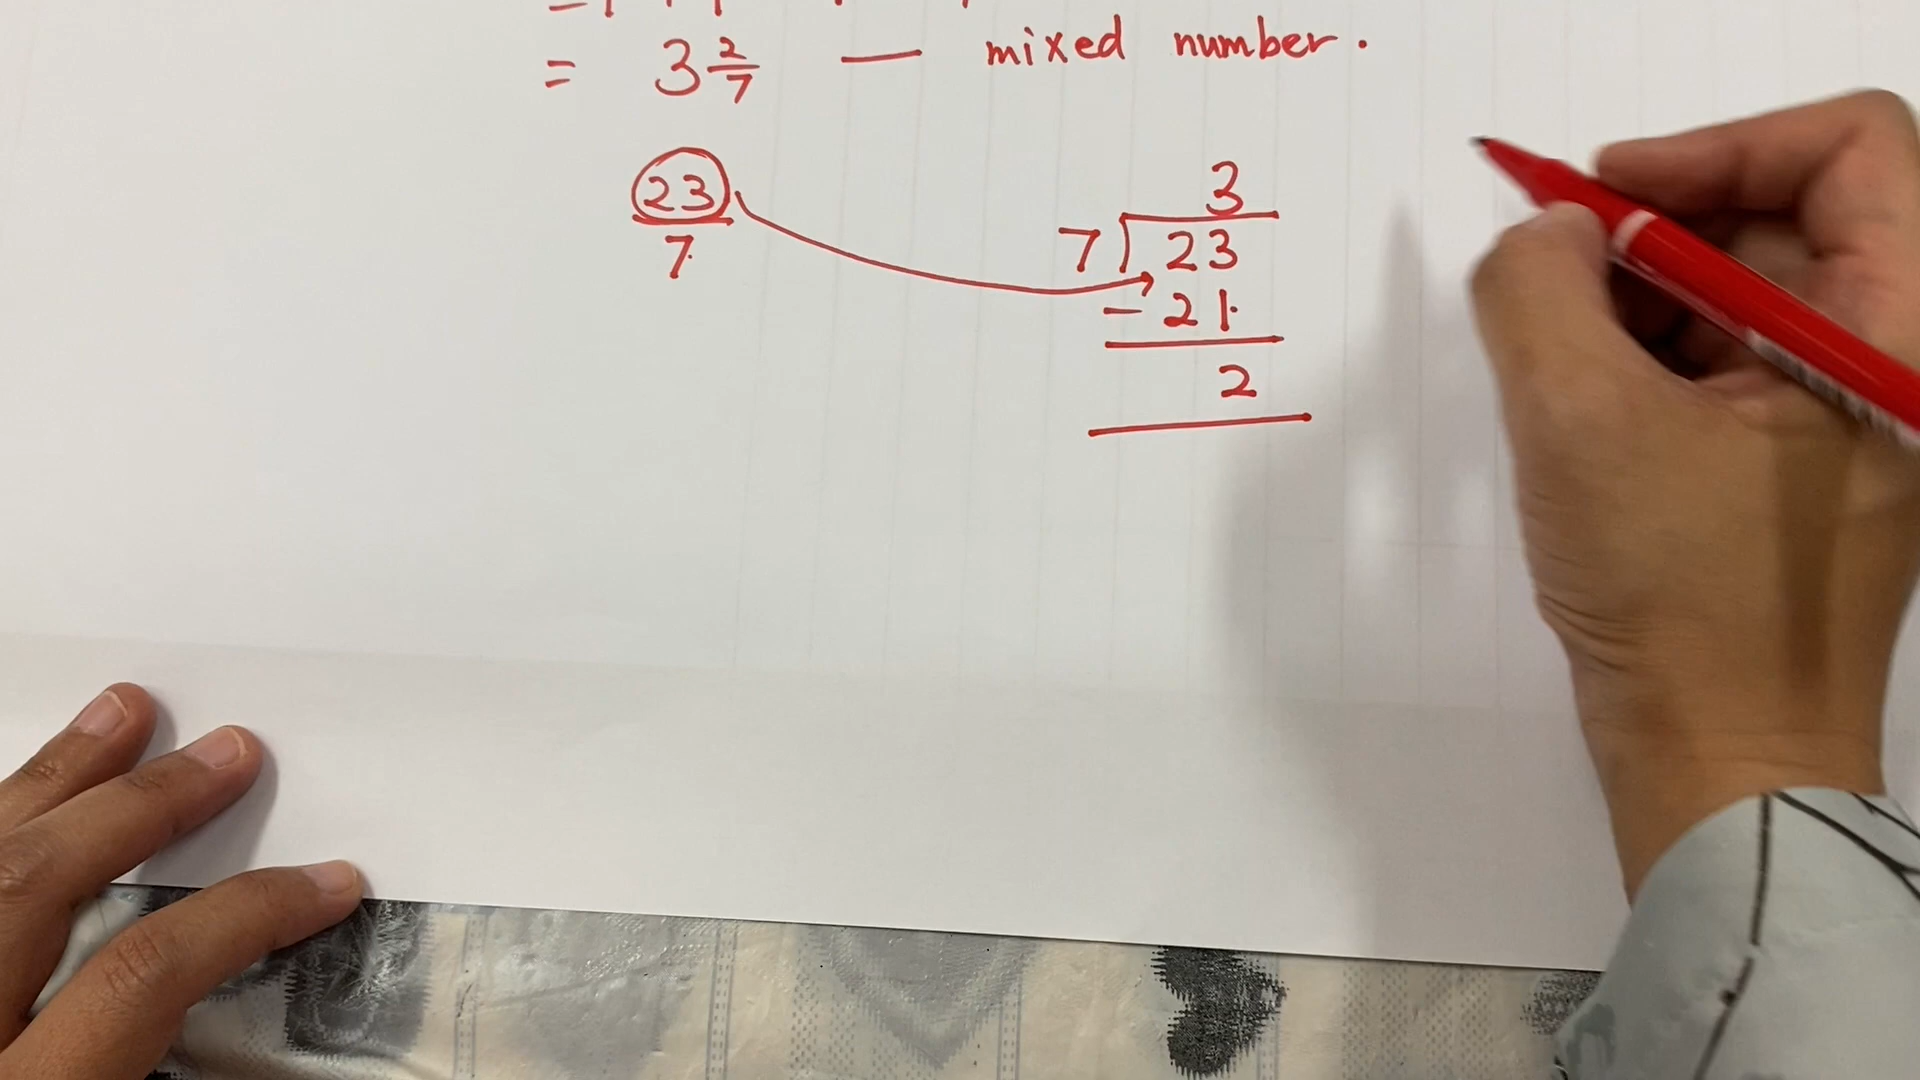 = 3 2/7 — mixed number.
23/7
3
7 ) 23
- 21
2